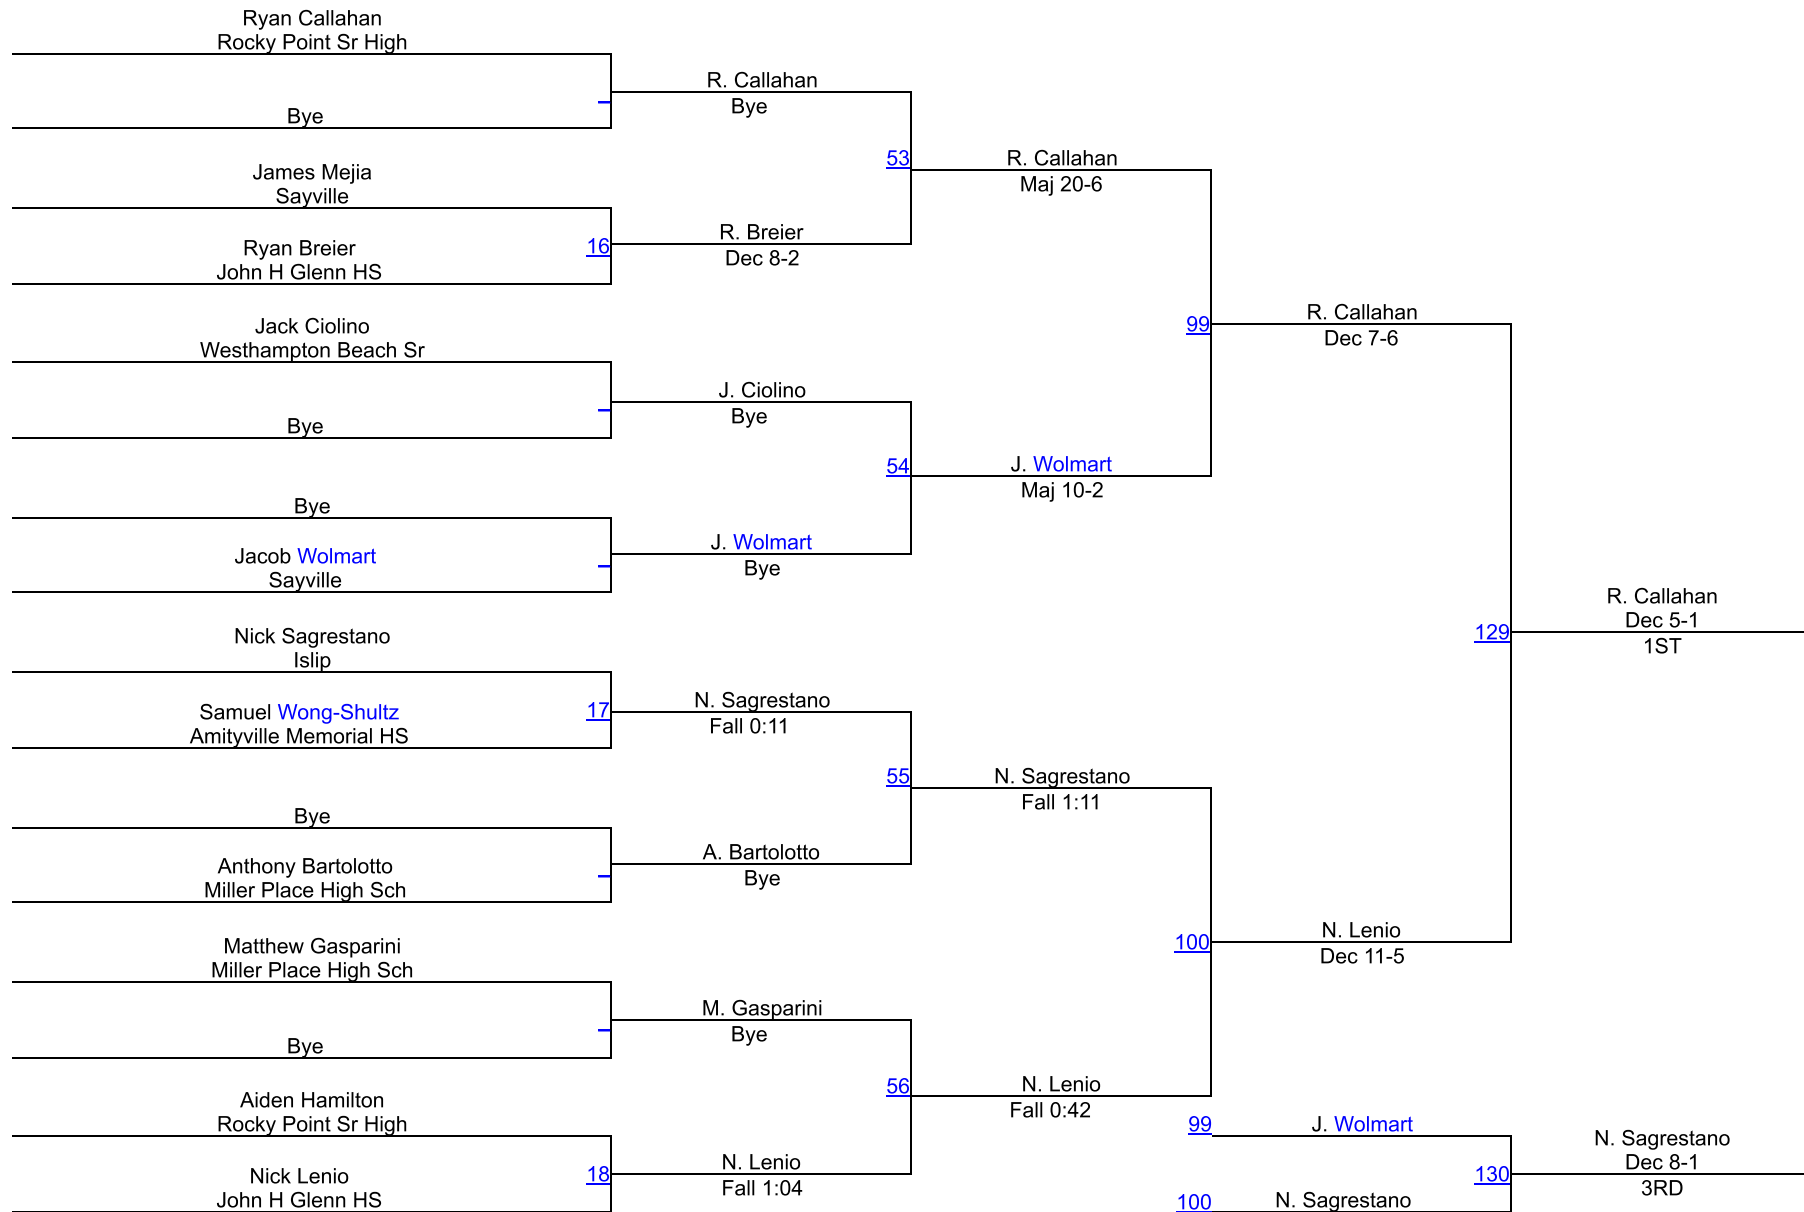 Ryan Callahan
Rocky Point Sr High
Bye
James Mejia
Sayville
Ryan Breier
John H Glenn HS
16
Jack Ciolino
Westhampton Beach Sr
Bye
Bye
Jacob Wolmart
Sayville
Nick Sagrestano
Islip
Samuel Wong-Shultz
Amityville Memorial HS
17
Bye
Anthony Bartolotto
Miller Place High Sch
Matthew Gasparini
Miller Place High Sch
Bye
Aiden Hamilton
Rocky Point Sr High
Nick Lenio
John H Glenn HS
18
R. Callahan
Bye
53
R. Breier
Dec 8-2
J. Ciolino
Bye
54
J. Wolmart
Bye
N. Sagrestano
Fall 0:11
55
A. Bartolotto
Bye
M. Gasparini
Bye
56
N. Lenio
Fall 1:04
R. Callahan
Maj 20-6
99
J. Wolmart
Maj 10-2
N. Sagrestano
Fall 1:11
100
N. Lenio
Fall 0:42
R. Callahan
Dec 7-6
129
N. Lenio
Dec 11-5
R. Callahan
Dec 5-1
1ST
99
J. Wolmart
130
100
N. Sagrestano
N. Sagrestano
Dec 8-1
3RD